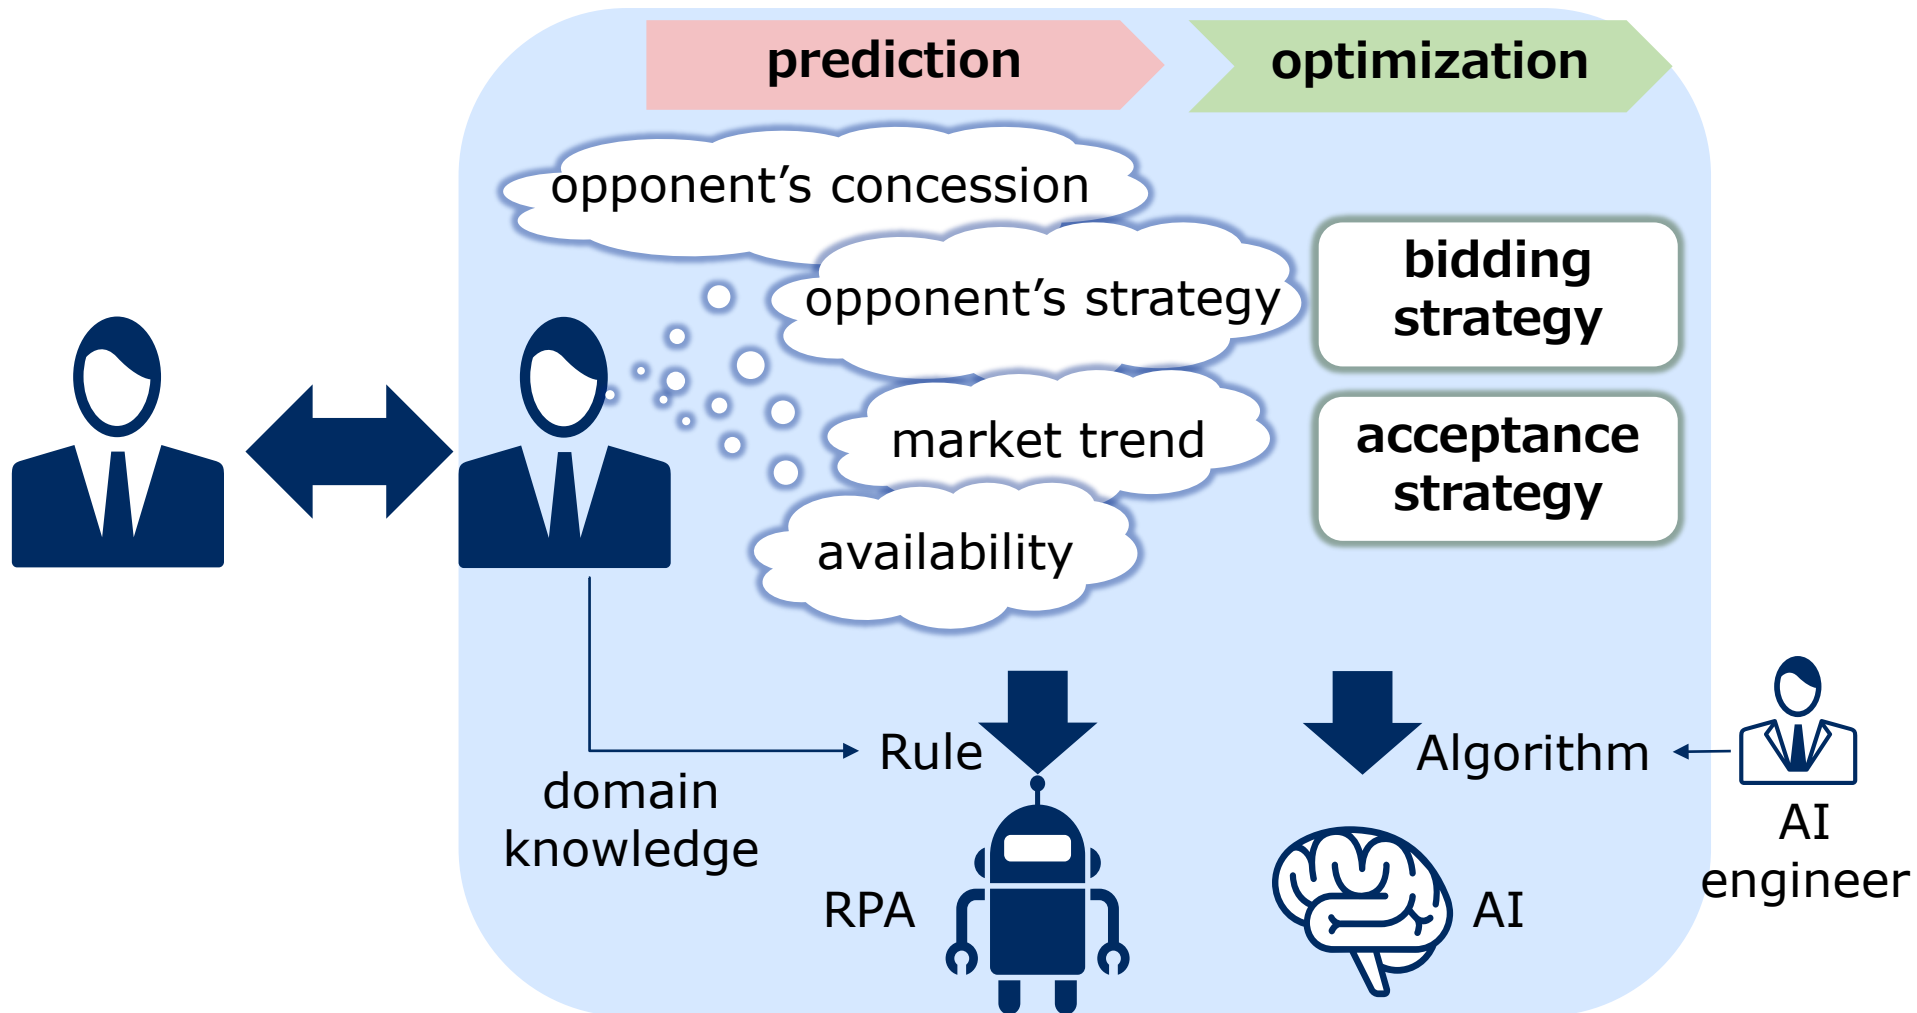 prediction
optimization
opponent’s concession
opponent’s strategy
market trend
availability
bidding
strategy
acceptance
strategy
Rule
Algorithm
domain
knowledge
RPA
AI
AI
engineer